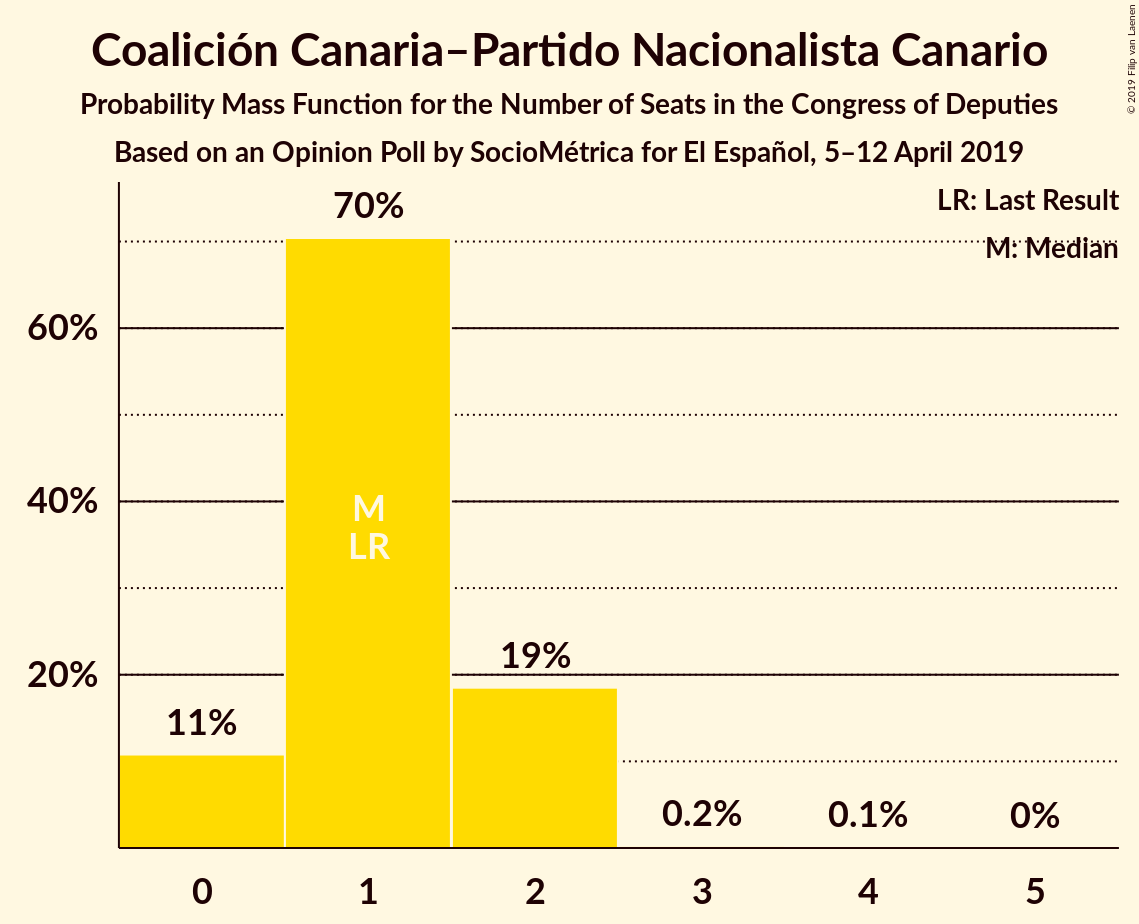 Coalición Canaria–Partido Nacionalista Canario
Probability Mass Function for the Number of Seats in the Congress of Deputies
Based on an Opinion Poll by SocioMétrica for El Español, 5–12 April 2019
© 2019 Filip van Laenen
LR: Last Result
M: Median
70%
60%
40%
M
LR
20%
19%
11%
0.2%
0.1%
0%
0 1 2 3 4 5